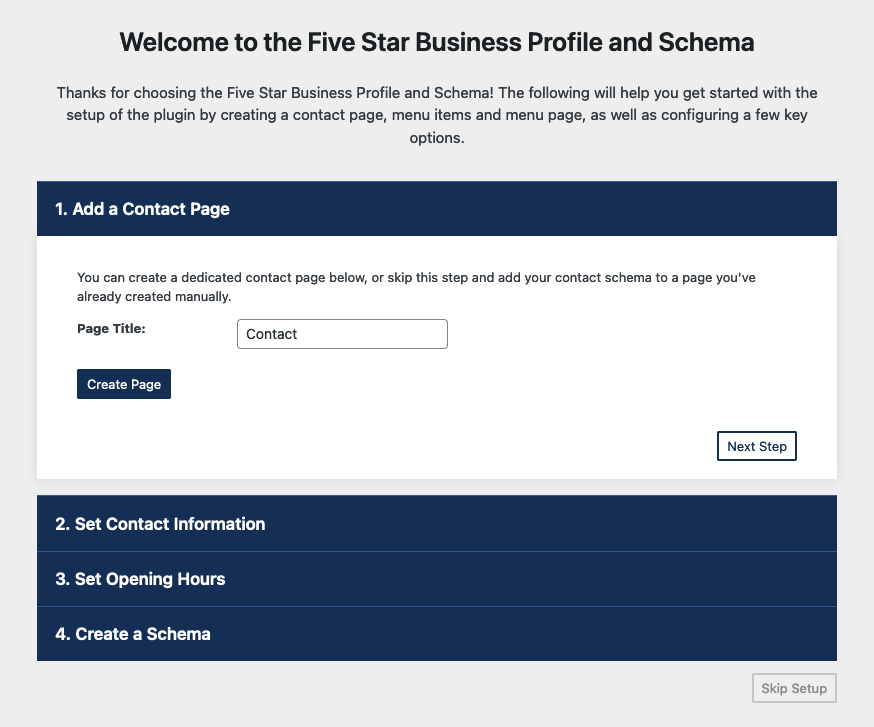 Welcome to the Five Star Business Profile and Schema
Thanks for choosing the Five Star Business Profile and Schema! The following will help you get started with the
setup of the plugin by creating a contact page, menu items and menu page, as well as configuring a few key
options.
1. Add a Contact Page
You can create a dedicated contact page below, or skip this step and add your contact schema to a page you've
already created manually.
Page Title:
Contact
Create Page
Next Step
2. Set Contact Information
3. Set Opening Hours
4. Create a Schema
Skip Setup